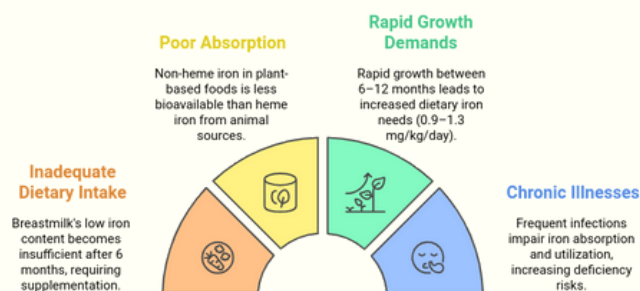 Poor Absorption
Non-heme iron in plant-
based foods is less
bioavailable than heme
iron from animal
sources.
Rapid Growth
Demands
Rapid growth between
6–12 months leads to
increased dietary iron
needs (0.9–1.3
mg/kg/day).
Inadequate
Dietary Intake
Breastmilk's low iron
content becomes
insufficient after 6
months, requiring
supplementation.
Chronic Illnesses
Frequent infections
impair iron absorption
and utilization,
increasing deficiency
risks.